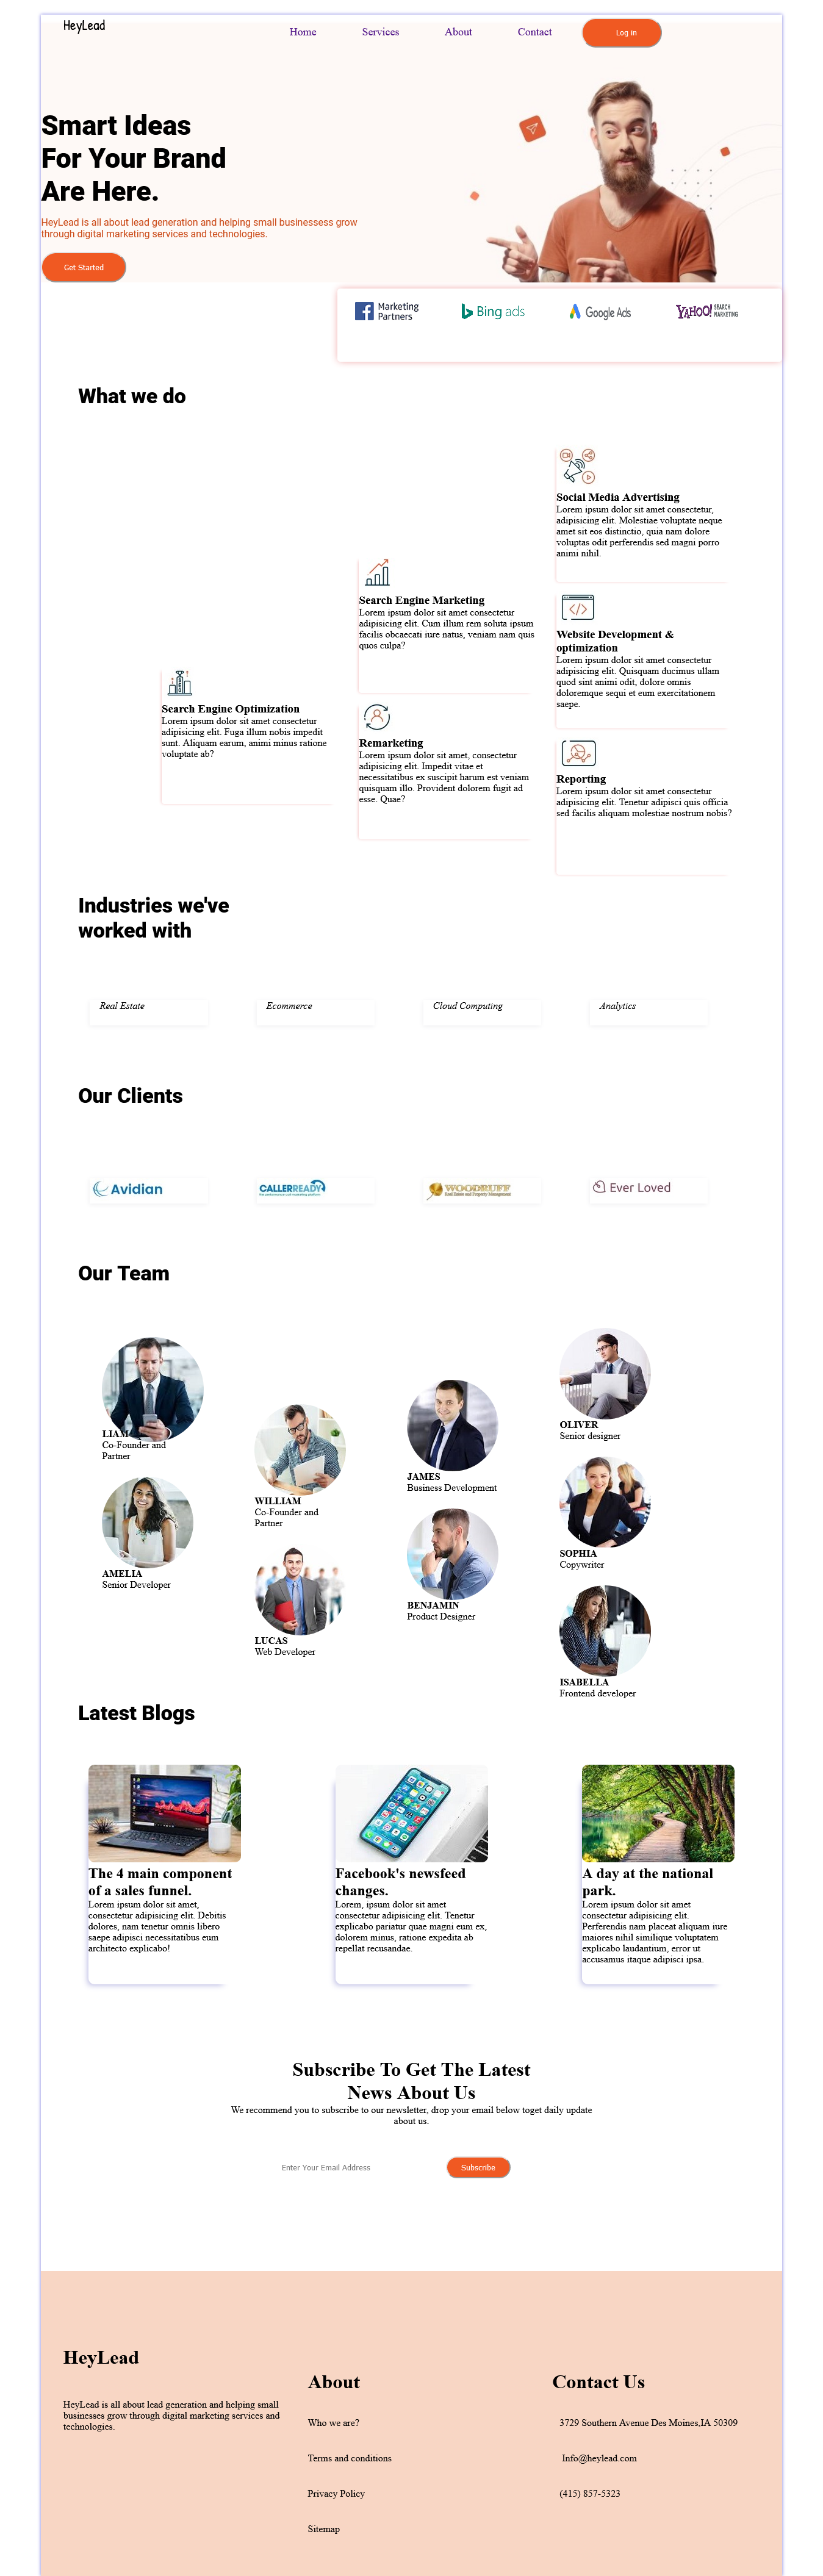 HeyLead
Home Services About Contact Log in
Smart Ideas
For Your Brand
Are Here.
HeyLead is all about lead generation and helping small businessess grow
through digital marketing services and technologies.
Get Started
Marketing
Partners
Bing ads
Google Ads
YAHOO! SEARCH
MARKETING
What we do
Social Media Advertising
Lorem ipsum dolor sit amet consectetur,
adipisicing elit. Molestiae voluptate neque
amet sit eos distinctio, quia nam dolore
voluptas odit perferendis sed magni porro
animi nihil.
Search Engine Marketing
Lorem ipsum dolor sit amet consectetur
adipisicing elit. Cum illum rem soluta ipsum
facilis obcaecati iure natus, veniam nam quis
quos culpa?
Website Development &
optimization
Lorem ipsum dolor sit amet consectetur
adipisicing elit. Quisquam ducimus ullam
quod sint animi odit, dolore omnis
doloremque sequi et eum exercitationem
saepe.
Search Engine Optimization
Lorem ipsum dolor sit amet consectetur
adipisicing elit. Fuga illum nobis impedit
sunt. Aliquam earum, animi minus ratione
voluptate ab?
Remarketing
Lorem ipsum dolor sit amet, consectetur
adipisicing elit. Impedit vitae et
necessitatibus ex suscipit harum est veniam
quisquam illo. Provident dolorem fugit ad
esse. Quae?
Reporting
Lorem ipsum dolor sit amet consectetur
adipisicing elit. Tenetur adipisci quis officia
sed facilis aliquam molestiae nostrum nobis?
Industries we've
worked with
Real Estate Ecommerce Cloud Computing Analytics
Our Clients
Avidian
CALLERREADY
WOODRUFF
Real Estate and Property Management
Ever Loved
Our Team
LIAM
Co-Founder and
Partner
AMELIA
Senior Developer
WILLIAM
Co-Founder and
Partner
LUCAS
Web Developer
JAMES
Business Development
BENJAMIN
Product Designer
OLIVER
Senior designer
SOPHIA
Copywriter
ISABELLA
Frontend developer
Latest Blogs
The 4 main component
of a sales funnel.
Lorem ipsum dolor sit amet,
consectetur adipisicing elit. Debitis
dolores, nam tenetur omnis libero
saepe adipisci necessitatibus eum
architecto explicabo!
Facebook's newsfeed
changes.
Lorem, ipsum dolor sit amet
consectetur adipisicing elit. Tenetur
explicabo pariatur quae magni eum ex,
dolorem minus, ratione expedita ab
repellat recusandae.
A day at the national
park.
Lorem ipsum dolor sit amet
consectetur adipisicing elit.
Perferendis nam placeat aliquam iure
maiores nihil similique voluptatem
explicabo laudantium, error ut
accusamus itaque adipisci ipsa.
Subscribe To Get The Latest
News About Us
We recommend you to subscribe to our newsletter, drop your email below toget daily update
about us.
Enter Your Email Address Subscribe
HeyLead
HeyLead is all about lead generation and helping small
businesses grow through digital marketing services and
technologies.
About
Who we are?
Terms and conditions
Privacy Policy
Sitemap
Contact Us
3729 Southern Avenue Des Moines,IA 50309
Info@heylead.com
(415) 857-5323